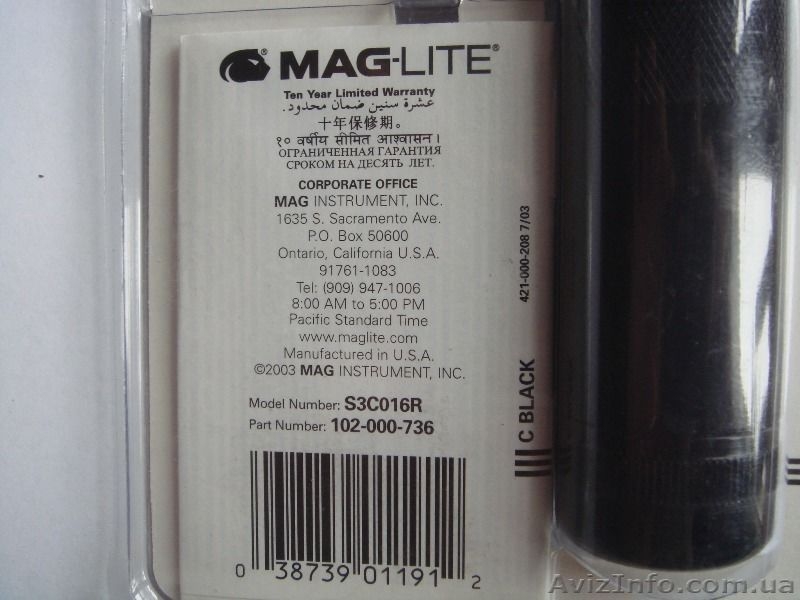 MAG-LITE®
Ten Year Limited Warranty
عشرة سنين ضمان محدود.
十年保修期。
१० वर्षीय सीमित आश्वासन।
ОГРАНИЧЕННАЯ ГАРАНТИЯ
СРОКОМ НА ДЕСЯТЬ ЛЕТ.
CORPORATE OFFICE
MAG INSTRUMENT, INC.
1635 S. Sacramento Ave.
P.O. Box 50600
Ontario, California U.S.A.
91761-1083
Tel: (909) 947-1006
8:00 AM to 5:00 PM
Pacific Standard Time
www.maglite.com
Manufactured in U.S.A.
©2003 MAG INSTRUMENT, INC.
Model Number: S3C016R
Part Number: 102-000-736
0 38739 01191 2
C BLACK
421-000-208 7/03
AvizInfo.com.ua